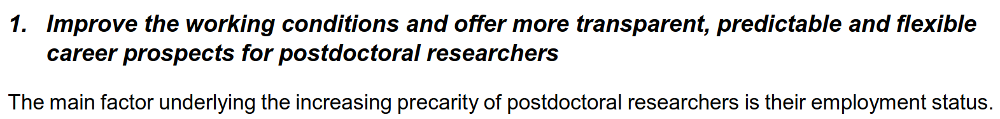 1. Improve the working conditions and offer more transparent, predictable and flexible
career prospects for postdoctoral researchers
The main factor underlying the increasing precarity of postdoctoral researchers is their employment status.